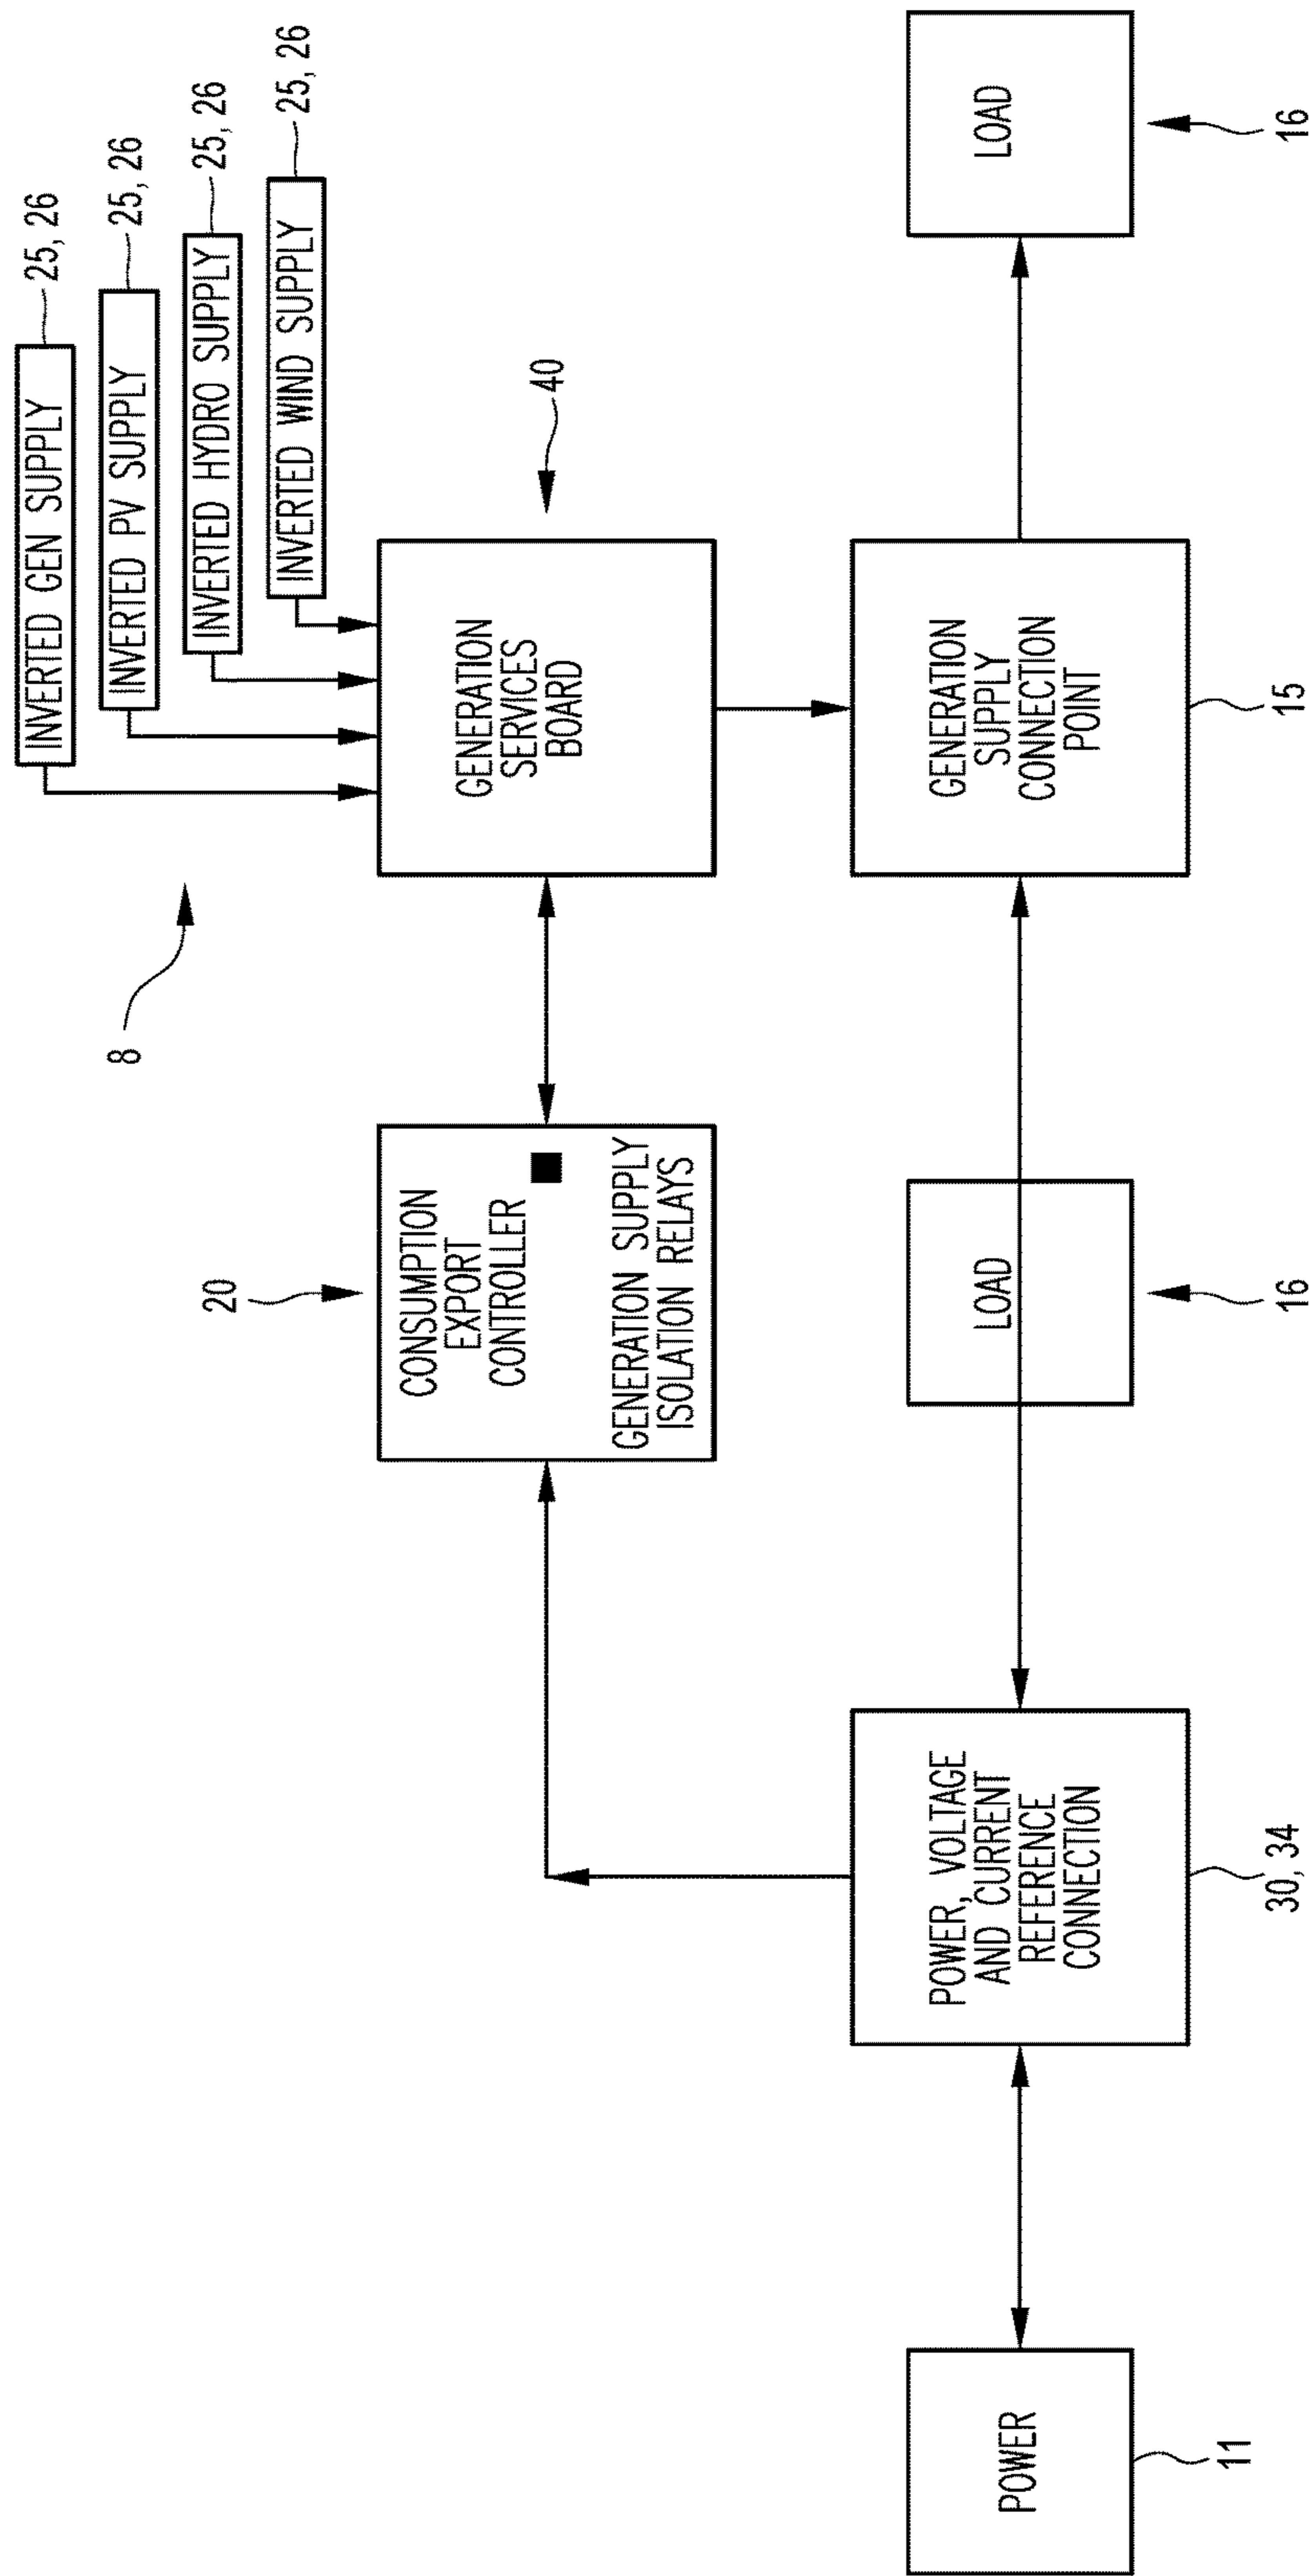 INVERTED GEN SUPPLY
25, 26
INVERTED PV SUPPLY
25, 26
INVERTED HYDRO SUPPLY
25, 26
INVERTED WIND SUPPLY
25, 26
8
20
CONSUMPTION
EXPORT
CONTROLLER
GENERATION SUPPLY
ISOLATION RELAYS
GENERATION
SERVICES
BOARD
40
POWER
11
POWER, VOLTAGE
AND CURRENT
REFERENCE
CONNECTION
30, 34
LOAD
16
GENERATION
SUPPLY
CONNECTION
POINT
15
LOAD
16